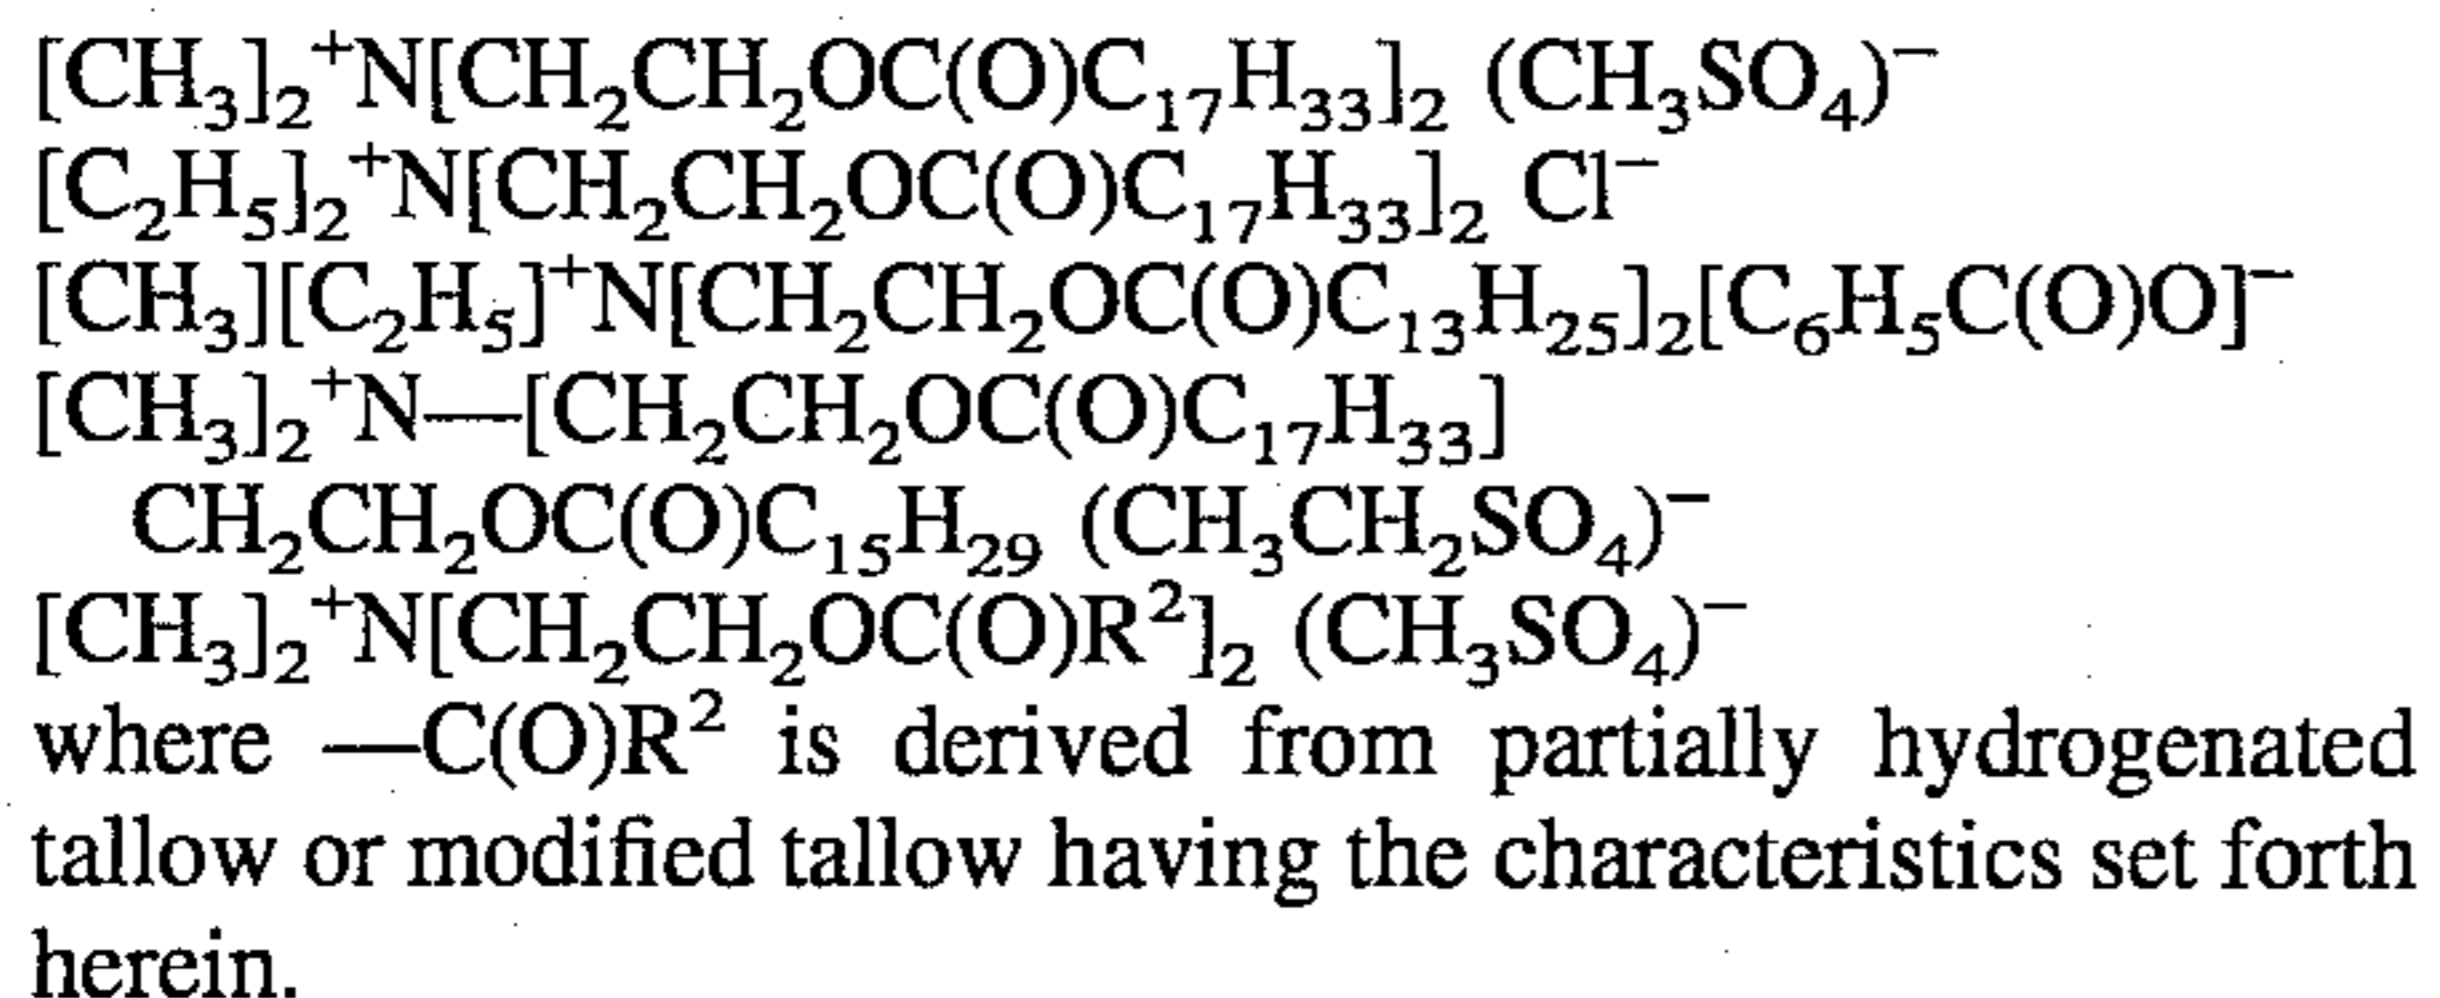 [CH₃]₂⁺N[CH₂CH₂OC(O)C₁₇H₃₃]₂ (CH₃SO₄)⁻
[C₂H₅]₂⁺N[CH₂CH₂OC(O)C₁₇H₃₃]₂ Cl⁻
[CH₃][C₂H₅]⁺N[CH₂CH₂OC(O)C₁₃H₂₅]₂[C₆H₅C(O)O]⁻
[CH₃]₂⁺N—[CH₂CH₂OC(O)C₁₇H₃₃]
CH₂CH₂OC(O)C₁₅H₂₉ (CH₃CH₂SO₄)⁻
[CH₃]₂⁺N[CH₂CH₂OC(O)R²]₂ (CH₃SO₄)⁻
where —C(O)R² is derived from partially hydrogenated
tallow or modified tallow having the characteristics set forth
herein.